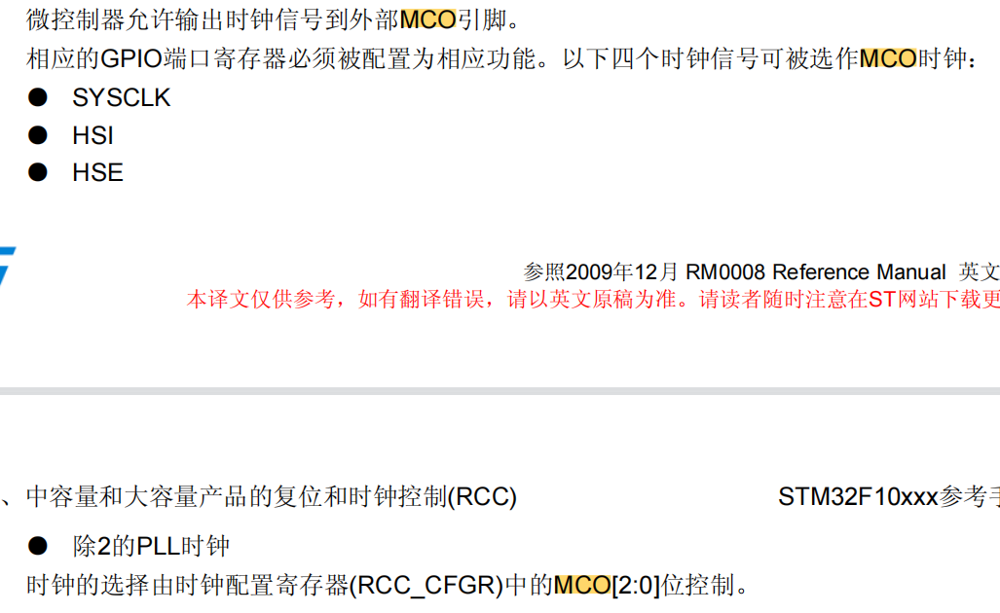 微控制器允许输出时钟信号到外部MCO引脚。
相应的GPIO端口寄存器必须被配置为相应功能。以下四个时钟信号可被选作MCO时钟：
● SYSCLK
● HSI
● HSE
参照2009年12月 RM0008 Reference Manual 英文
本译文仅供参考，如有翻译错误，请以英文原稿为准。请读者随时注意在ST网站下载更
、中容量和大容量产品的复位和时钟控制(RCC) STM32F10xxx参考手
● 除2的PLL时钟
时钟的选择由时钟配置寄存器(RCC_CFGR)中的MCO[2:0]位控制。